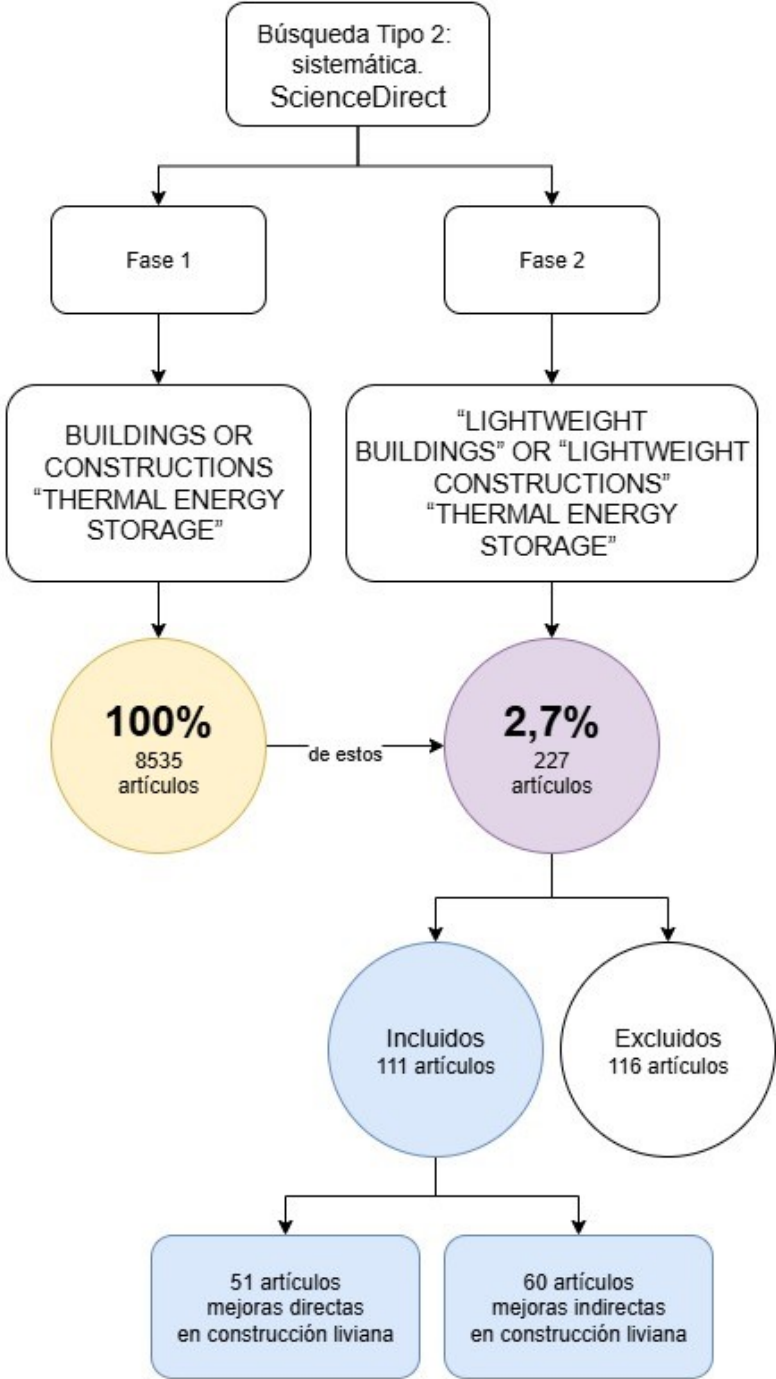 Búsqueda Tipo 2:
sistemática.
ScienceDirect
Fase 1
Fase 2
BUILDINGS OR
CONSTRUCTIONS
“THERMAL ENERGY
STORAGE”
“LIGHTWEIGHT
BUILDINGS” OR “LIGHTWEIGHT
CONSTRUCTIONS”
“THERMAL ENERGY
STORAGE”
100%
8535
artículos
de estos
2,7%
227
artículos
Incluidos
111 artículos
Excluidos
116 artículos
51 artículos
mejoras directas
en construcción liviana
60 artículos
mejoras indirectas
en construcción liviana